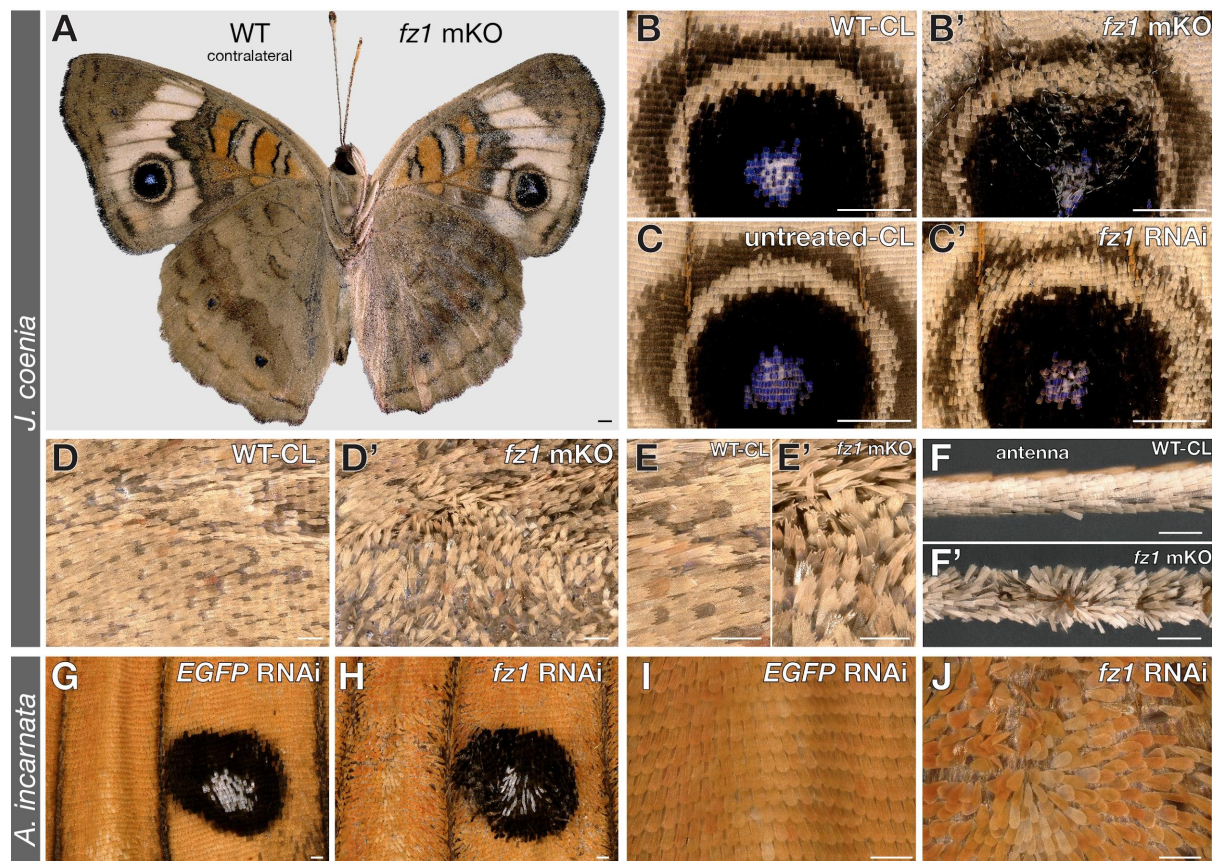 J. coenia
A
WT
contralateral
fz1 mKO
B
WT-CL
B'
fz1 mKO
C
untreated-CL
C'
fz1 RNAi
D
WT-CL
D'
fz1 mKO
E
WT-CL
E'
fz1 mKO
F
antenna
WT-CL
F'
fz1 mKO
A. incarnata
G
EGFP RNAi
H
fz1 RNAi
I
EGFP RNAi
J
fz1 RNAi